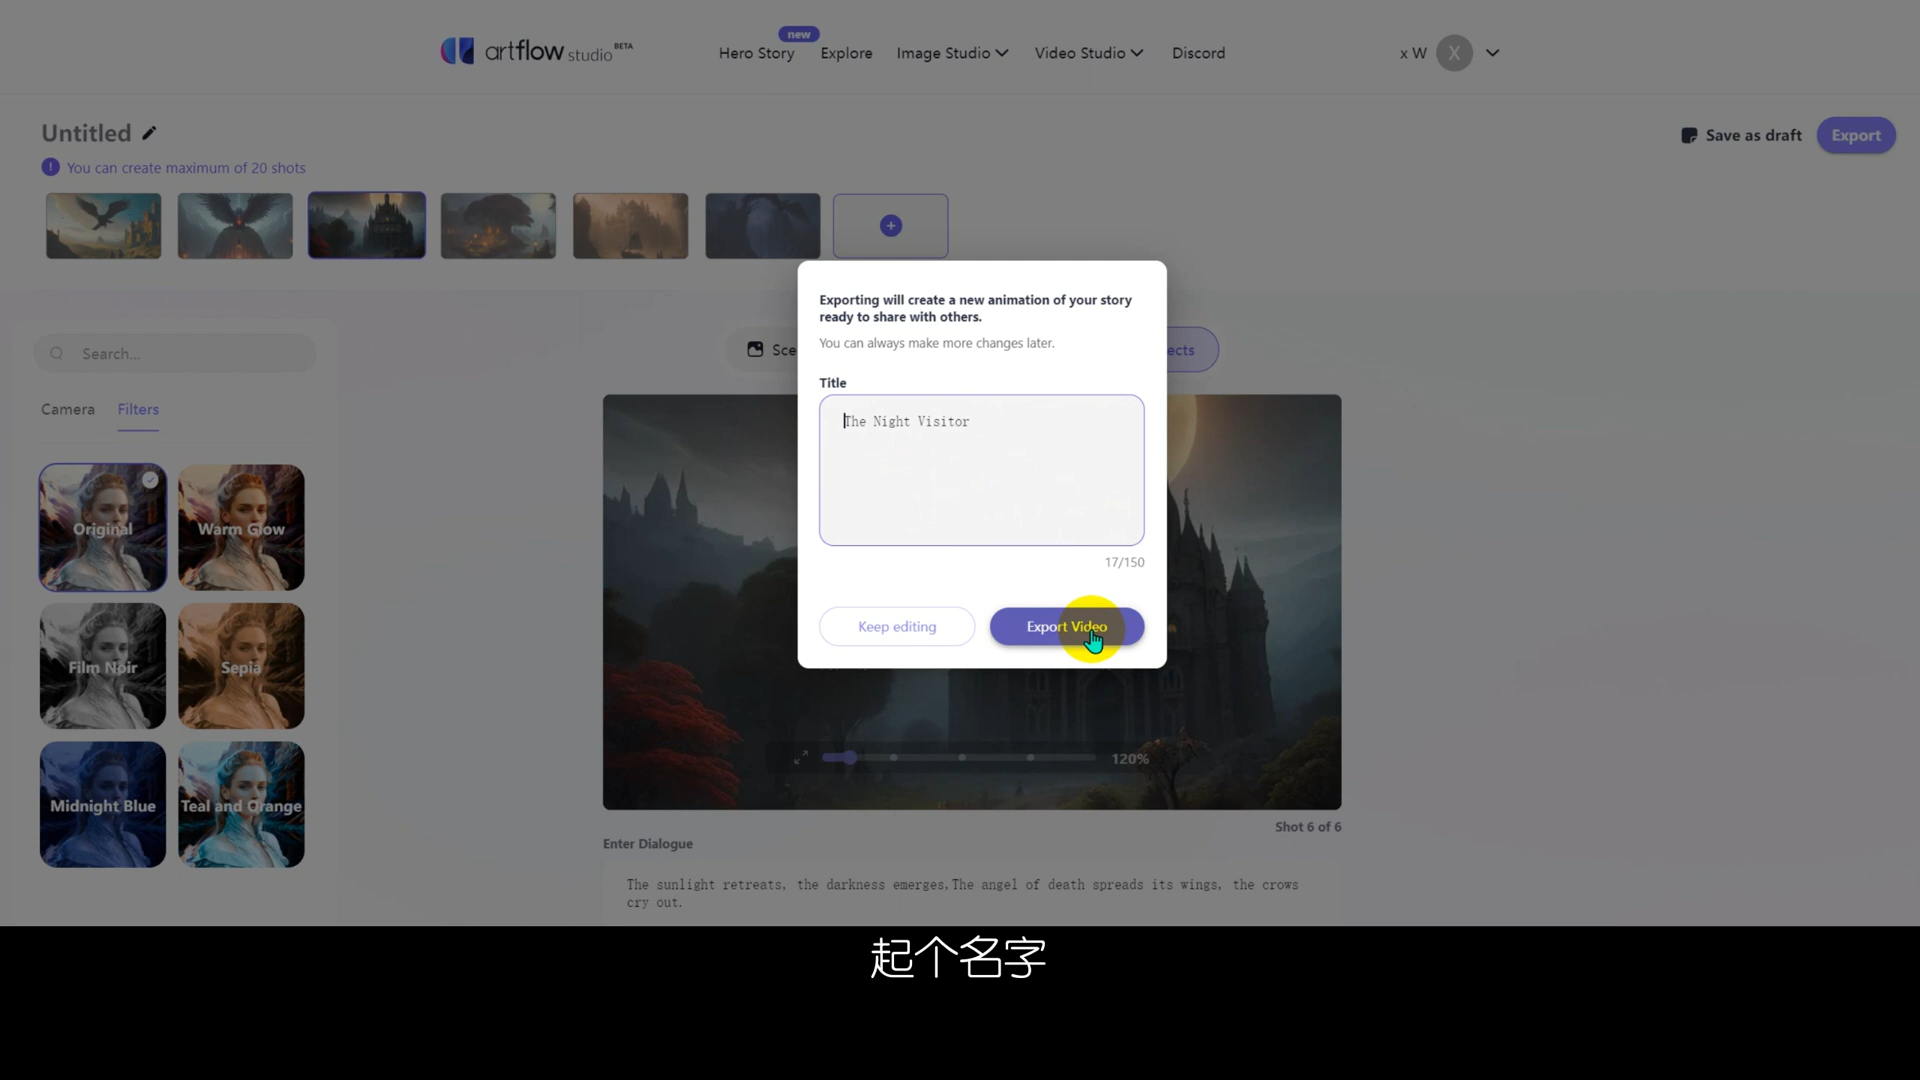 artflow studio BETA
new
Hero Story
Explore
Image Studio
Video Studio
Discord
x W
X
Untitled
Save as draft
Export
! You can create maximum of 20 shots
Exporting will create a new animation of your story
ready to share with others.
You can always make more changes later.
Title
The Night Visitor
17/150
Keep editing
Export Video
Search...
Camera
Filters
Sce
ects
Original
Warm Glow
Film Noir
Sepia
Midnight Blue
Teal and Orange
120%
Shot 6 of 6
Enter Dialogue
The sunlight retreats, the darkness emerges,The angel of death spreads its wings, the crows
cry out.
起个名字